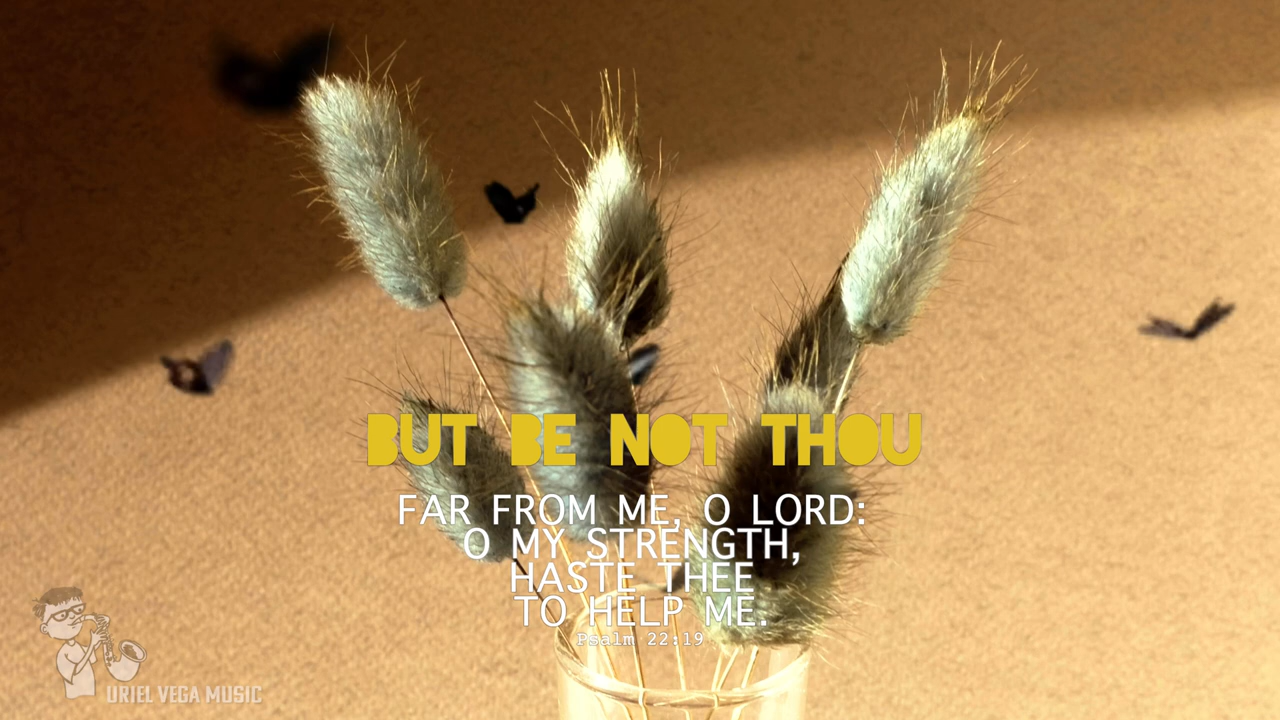 BUT BE NOT THOU
FAR FROM ME, O LORD:
O MY STRENGTH,
HASTE THEE
TO HELP ME.
Psalm 22:19
URIEL VEGA MUSIC